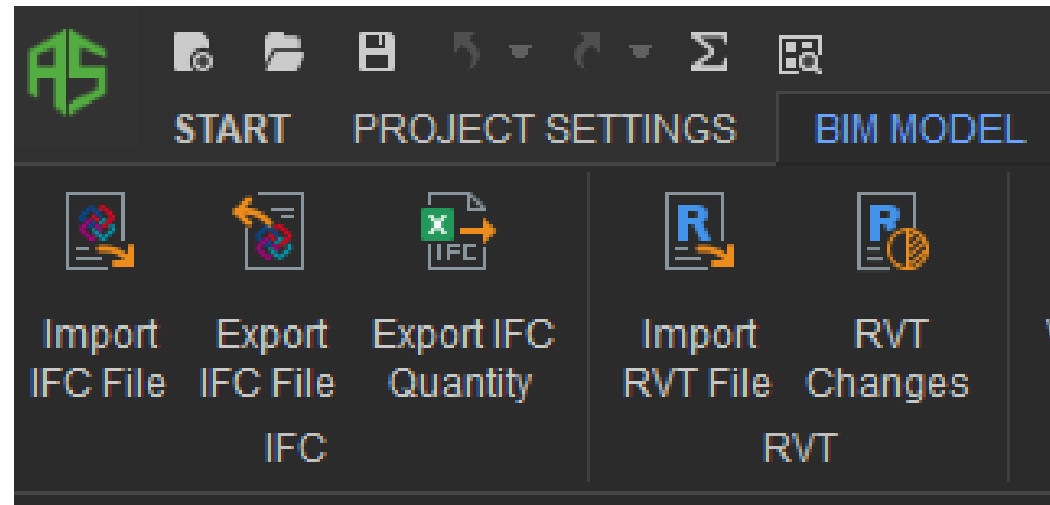 AS
START PROJECT SETTINGS BIM MODEL
X
IFC
R
R
Import IFC File
Export IFC File
Export IFC Quantity
Import RVT File
RVT Changes
IFC
RVT